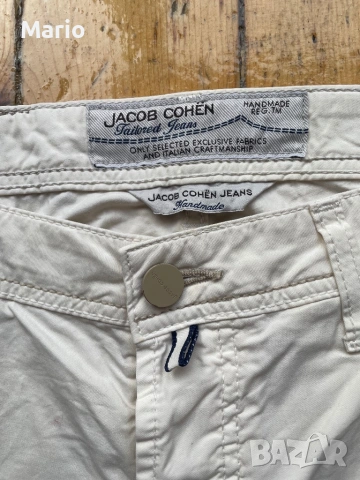 Mario
JACOB COHËN
HANDMADE
REG.TM
Tailored Jeans
ONLY SELECTED EXCLUSIVE FABRICS
AND ITALIAN CRAFTMANSHIP
JACOB COHËN JEANS
Handmade
BAZAR